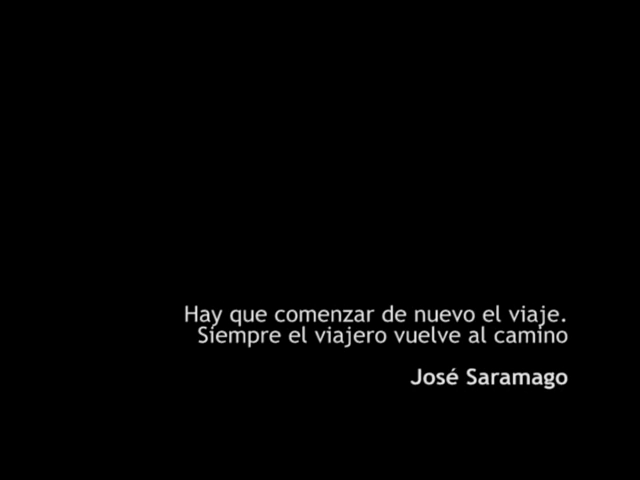 Hay que comenzar de nuevo el viaje.
Siempre el viajero vuelve al camino
José Saramago